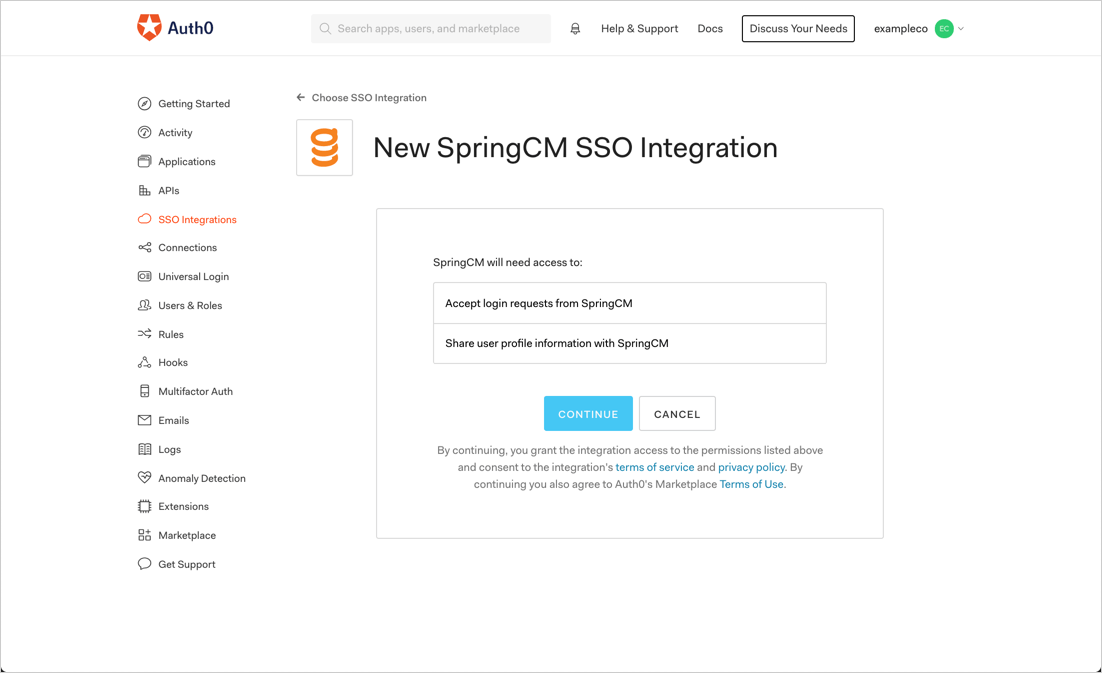 Auth0
Search apps, users, and marketplace
Help & Support
Docs
Discuss Your Needs
exampleco
EC
Getting Started
Activity
Applications
APIs
SSO Integrations
Connections
Universal Login
Users & Roles
Rules
Hooks
Multifactor Auth
Emails
Logs
Anomaly Detection
Extensions
Marketplace
Get Support
Choose SSO Integration
New SpringCM SSO Integration
SpringCM will need access to:
Accept login requests from SpringCM
Share user profile information with SpringCM
CONTINUE
CANCEL
By continuing, you grant the integration access to the permissions listed above
and consent to the integration's terms of service and privacy policy. By
continuing you also agree to Auth0's Marketplace Terms of Use.